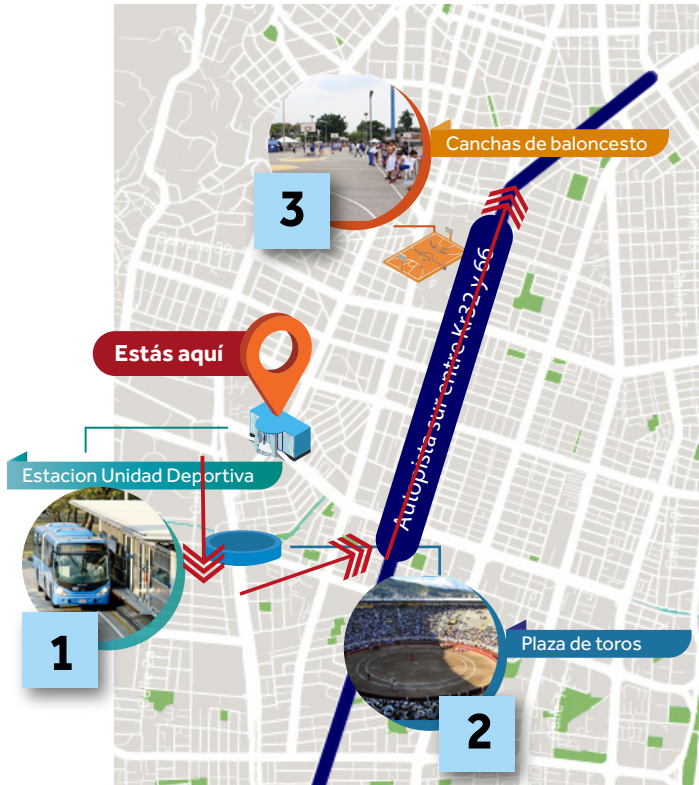 Canchas de baloncesto
3
Autopista sur entre Kr32 y 66
Estás aquí
Estacion Unidad Deportiva
1
Plaza de toros
2